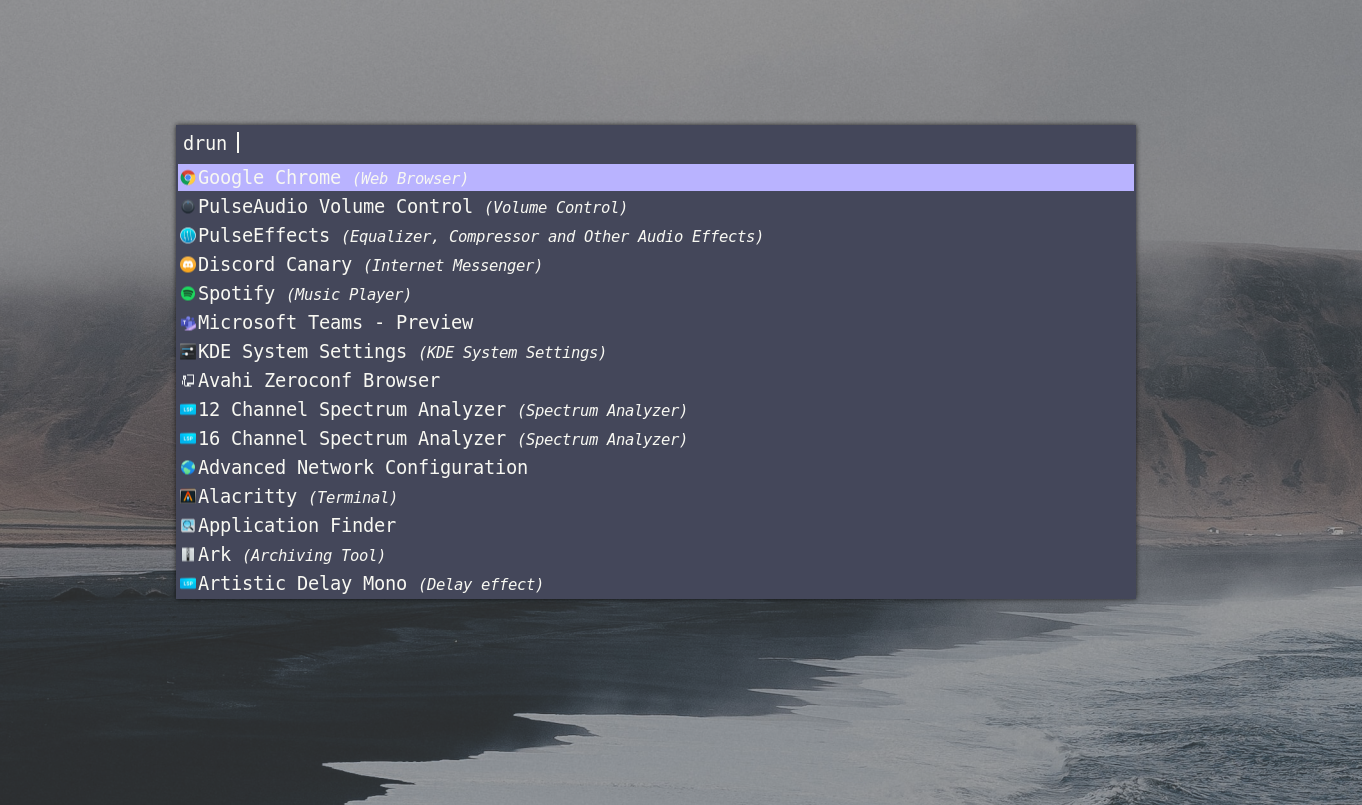 drun
Google Chrome (Web Browser)
PulseAudio Volume Control (Volume Control)
PulseEffects (Equalizer, Compressor and Other Audio Effects)
Discord Canary (Internet Messenger)
Spotify (Music Player)
Microsoft Teams - Preview
KDE System Settings (KDE System Settings)
Avahi Zeroconf Browser
LSP 12 Channel Spectrum Analyzer (Spectrum Analyzer)
LSP 16 Channel Spectrum Analyzer (Spectrum Analyzer)
Advanced Network Configuration
Alacritty (Terminal)
Application Finder
Ark (Archiving Tool)
LSP Artistic Delay Mono (Delay effect)